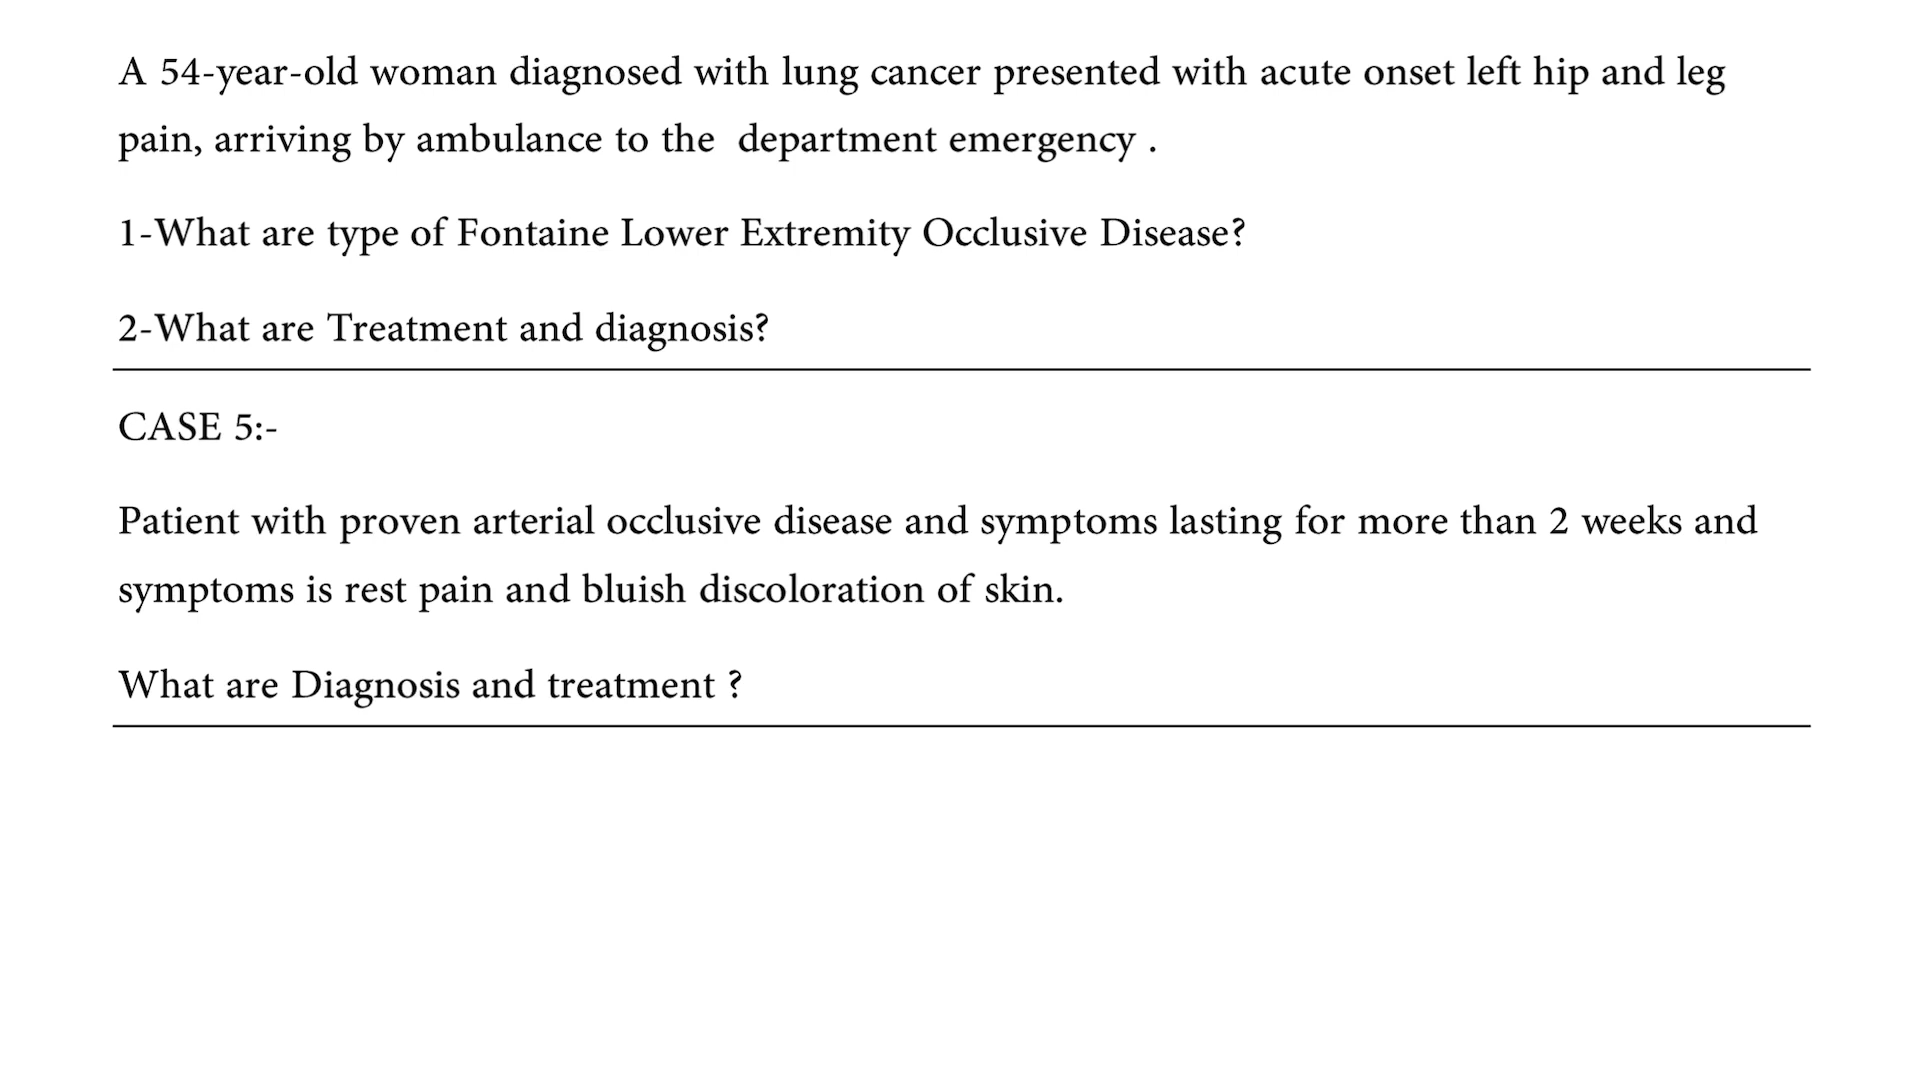 A 54-year-old woman diagnosed with lung cancer presented with acute onset left hip and leg
pain, arriving by ambulance to the  department emergency .
1-What are type of Fontaine Lower Extremity Occlusive Disease?
2-What are Treatment and diagnosis?
CASE 5:-
Patient with proven arterial occlusive disease and symptoms lasting for more than 2 weeks and
symptoms is rest pain and bluish discoloration of skin.
What are Diagnosis and treatment ?